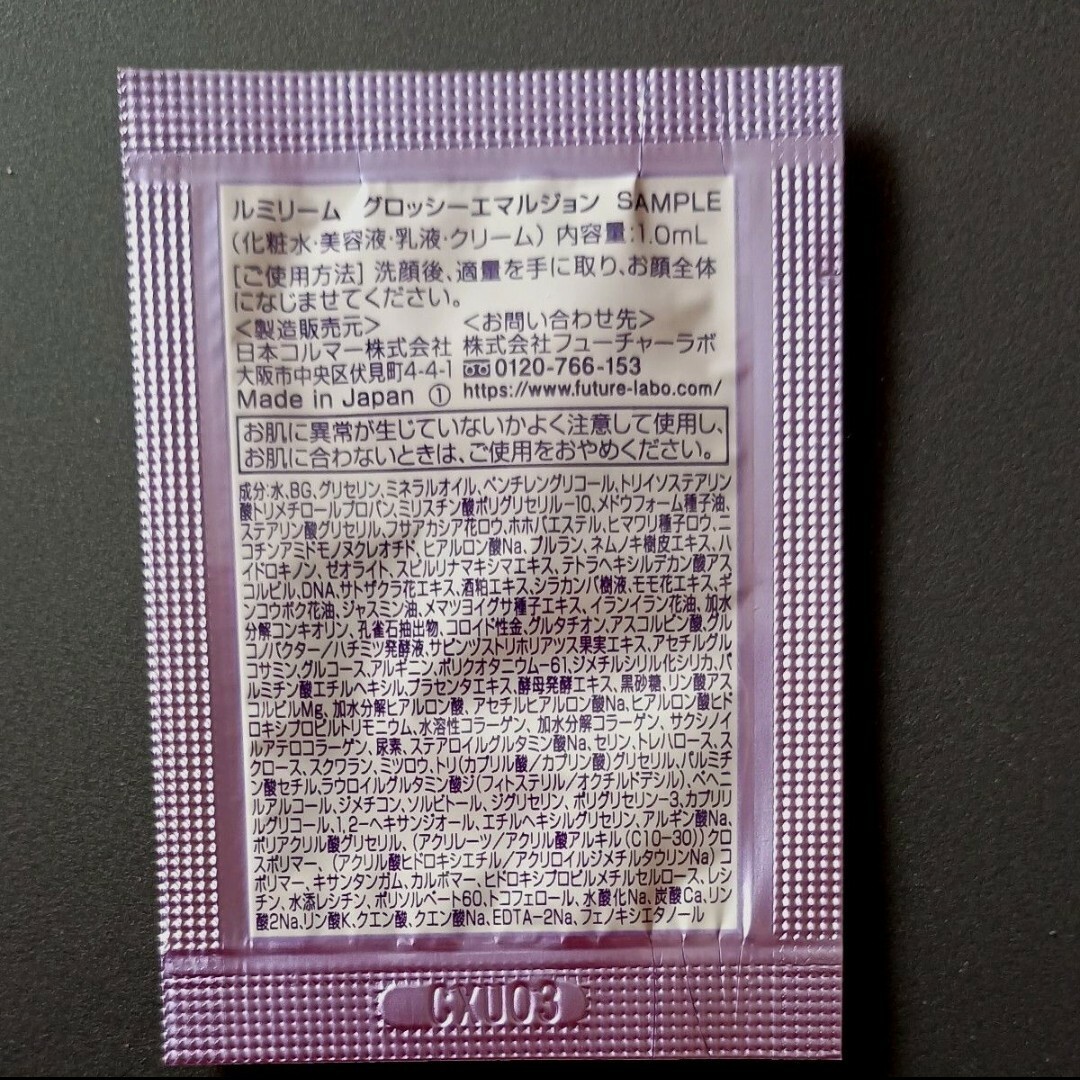 ルミリーム グロッシーエマルジョン SAMPLE
(化粧水・美容液・乳液・クリーム) 内容量:1.0mL
[ご使用方法] 洗顔後、適量を手に取り、お顔全体
になじませてください。
<製造販売元>
日本コルマー株式会社
大阪市中央区伏見町4-4-1
Made in Japan ①
<お問い合わせ先>
株式会社フューチャーラボ
0120-766-153
https://www.future-labo.com/
お肌に異常が生じていないかよく注意して使用し、
お肌に合わないときは、ご使用をおやめください。
成分:水、BG、グリセリン、ミネラルオイル、ペンチレングリコール、トリイソステアリン
酸トリメチロールプロパン、ミリスチン酸ポリグリセリル-10、メドウフォーム種子油、
ステアリン酸グリセリル、フサアカシア花ロウ、ホホバエステル、ヒマワリ種子ロウ、ニ
コチンアミドモノヌクレオチド、ヒアルロン酸Na、プルラン、ネムノキ樹皮エキス、ハ
イドロキノン、ゼオライト、スピルリナマキシマエキス、テトラヘキシルデカン酸アス
コルビル、DNA、サトザクラ花エキス、酒粕エキス、シラカンバ樹液、モモ花エキス、ギ
ンコウボク花油、ジャスミン油、メマツヨイグサ種子エキス、イランイラン花油、加水
分解コンキオリン、孔雀石抽出物、コロイド性金、グルタチオン、アスコルビン酸、グル
コノバクター/ハチミツ発酵液、サピンヅストリホリアツス果実エキス、アセチルグル
コサミン、グルコース、アルギニン、ポリクオタニウム-61、ジメチルシリル化シリカ、パ
ルミチン酸エチルヘキシル、プラセンタエキス、酵母発酵エキス、黒砂糖、リン酸アス
コルビルMg、加水分解ヒアルロン酸、アセチルヒアルロン酸Na、ヒアルロン酸ヒド
ロキシプロピルトリモニウム、水溶性コラーゲン、加水分解コラーゲン、サクシノイ
ルアテロコラーゲン、尿素、ステアロイルグルタミン酸Na、セリン、トレハロース、ス
クロース、スクワラン、ミツロウ、トリ(カプリル酸/カプリン酸)グリセリル、パルミチ
ン酸セチル、ラウロイルグルタミン酸ジ(フィトステリル/オクチルドデシル)、ベヘニ
ルアルコール、ジメチコン、ソルビトール、ジグリセリン、ポリグリセリン-3、カプリリ
ルグリコール、1,2-ヘキサンジオール、エチルヘキシルグリセリン、アルギン酸Na、
ポリアクリル酸グリセリル、(アクリレーツ/アクリル酸アルキル(C10-30))クロ
スポリマー、(アクリル酸ヒドロキシエチル/アクリロイルジメチルタウリンNa)コ
ポリマー、キサンタンガム、カルボマー、ヒドロキシプロピルメチルセルロース、レシ
チン、水添レシチン、ポリソルベート60、トコフェロール、水酸化Na、炭酸Ca、リン
酸2Na、リン酸K、クエン酸、クエン酸Na、EDTA-2Na、フェノキシエタノール
CXU03